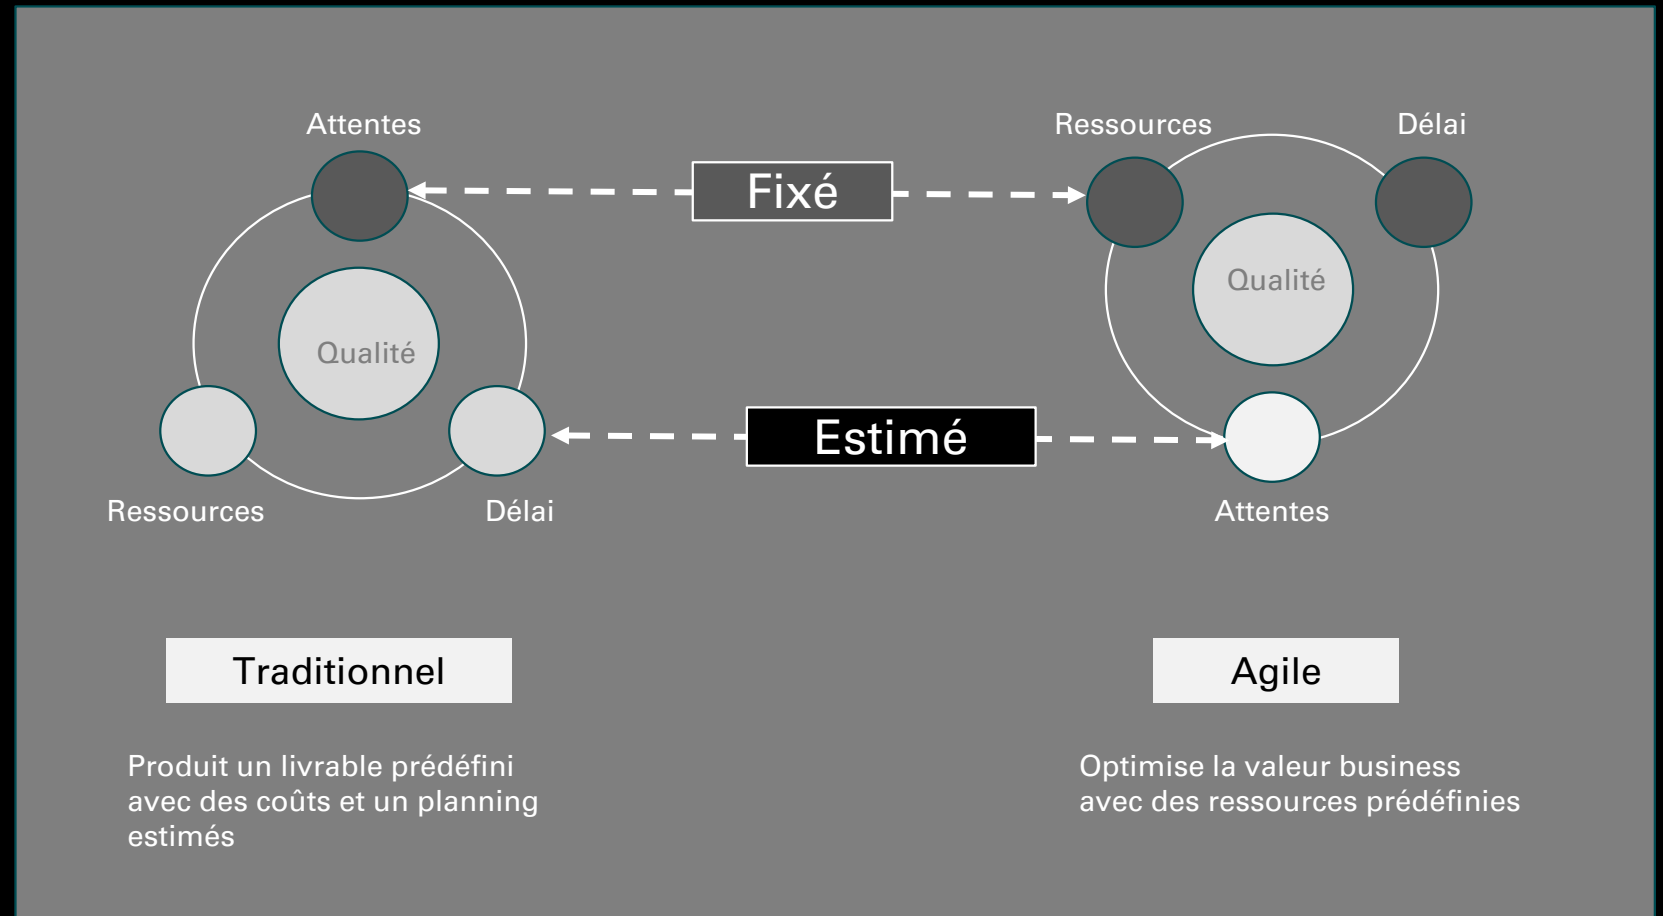 Attentes
Ressources
Délai
Fixé
Qualité
Qualité
Estimé
Ressources
Délai
Attentes
Traditionnel
Agile
Produit un livrable prédéfini
avec des coûts et un planning
estimés
Optimise la valeur business
avec des ressources prédéfinies